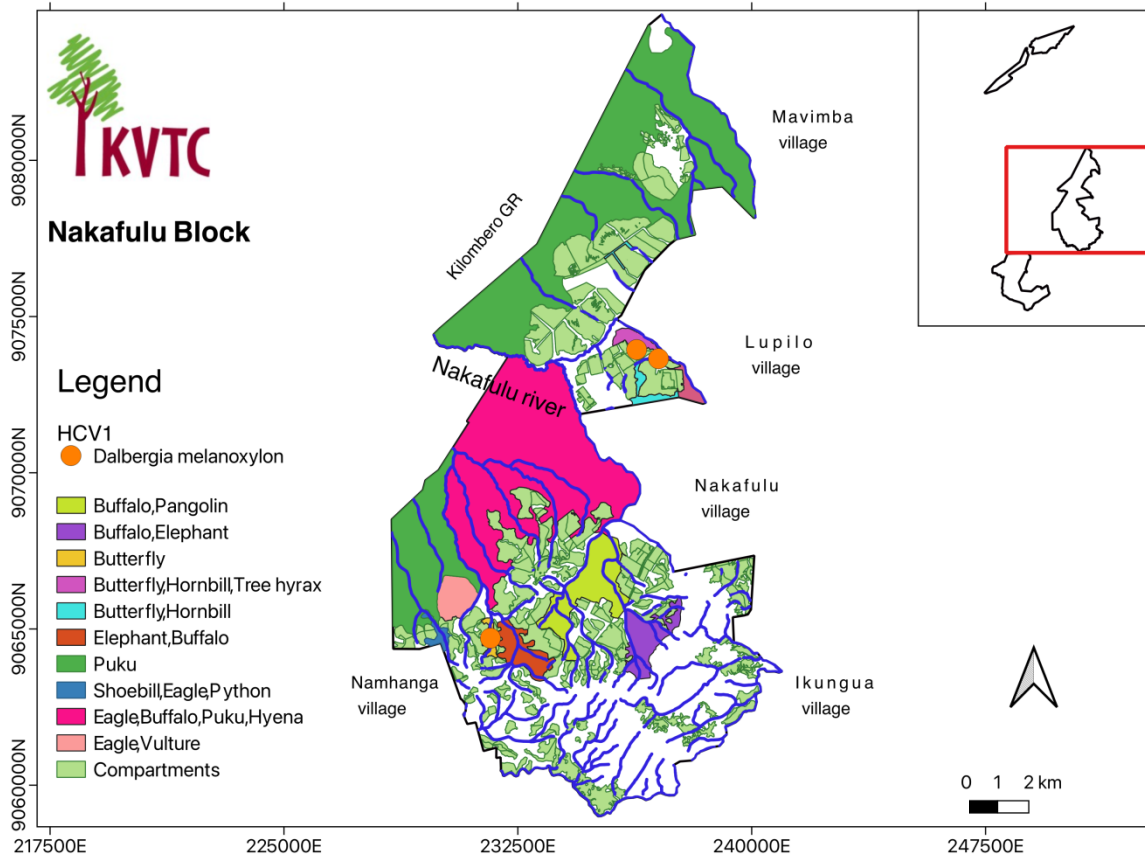 KVTC
Nakafulu Block
Mavimba
village
Kilombero GR
Lupilo
village
Nakafulu river
Nakafulu
village
Namhanga
village
Ikungua
village
Legend
HCV1
Dalbergia melanoxylon
Buffalo,Pangolin
Buffalo,Elephant
Butterfly
Butterfly,Hornbill,Tree hyrax
Butterfly,Hornbill
Elephant,Buffalo
Puku
Shoebill,Eagle,Python
Eagle,Buffalo,Puku,Hyena
Eagle,Vulture
Compartments
0 1 2 km
9080000N
9075000N
9070000N
9065000N
9060000N
217500E 225000E 232500E 240000E 247500E